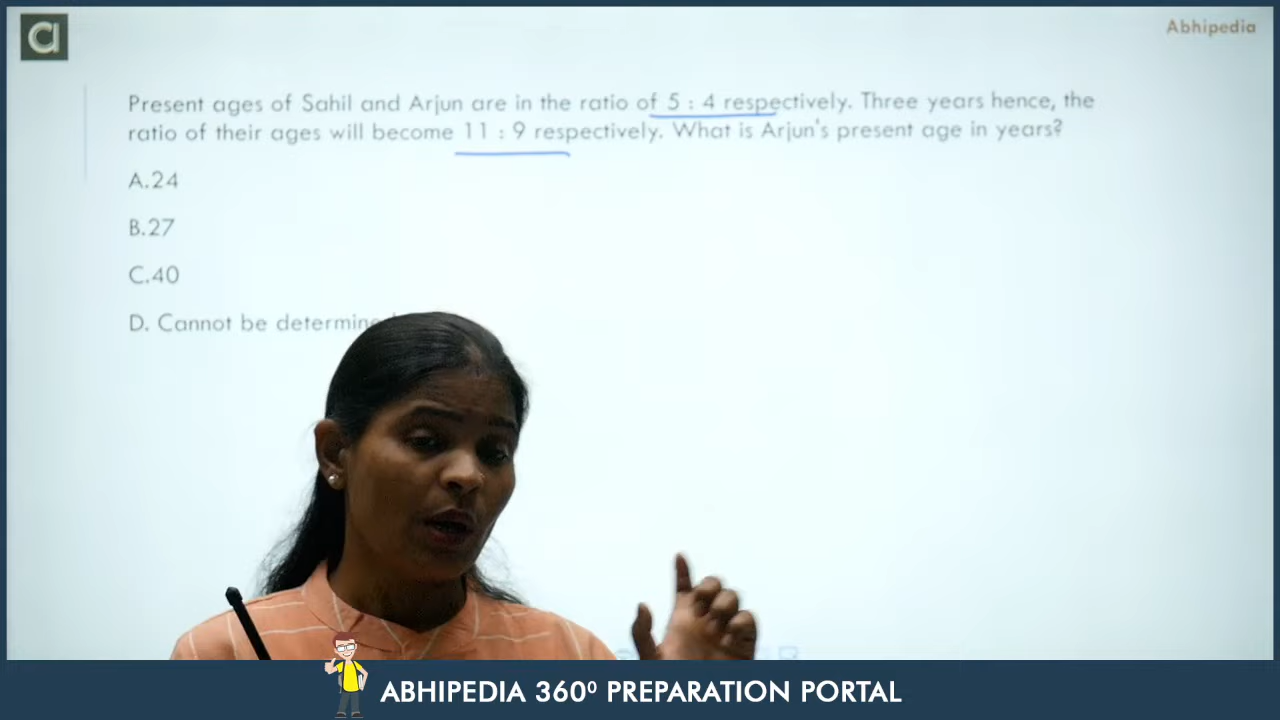 Abhipedia
Present ages of Sahil and Arjun are in the ratio of 5 : 4 respectively. Three years hence, the
ratio of their ages will become 11 : 9 respectively. What is Arjun's present age in years?
A.24
B.27
C.40
D. Cannot be
ABHIPEDIA 360⁰ PREPARATION PORTAL